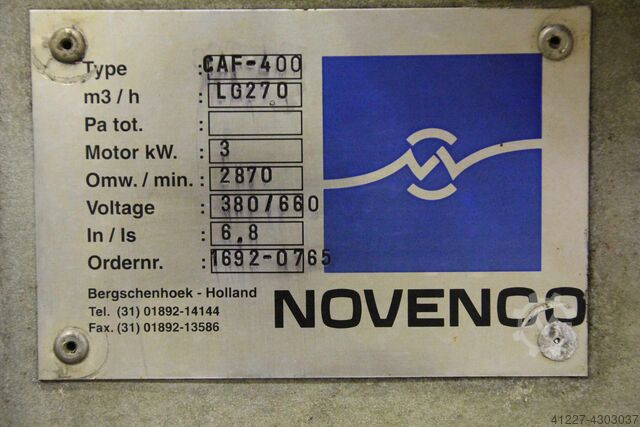 Type : CAF-400
m3 / h : LG270
Pa tot. :
Motor kW. : 3
Omw. / min. : 2870
Voltage : 380/660
In / Is : 6,8
Ordernr. : 1692-0765
Bergschenhoek - Holland
Tel. (31) 01892-14144
Fax. (31) 01892-13586
NOVENCO
41227-4303037